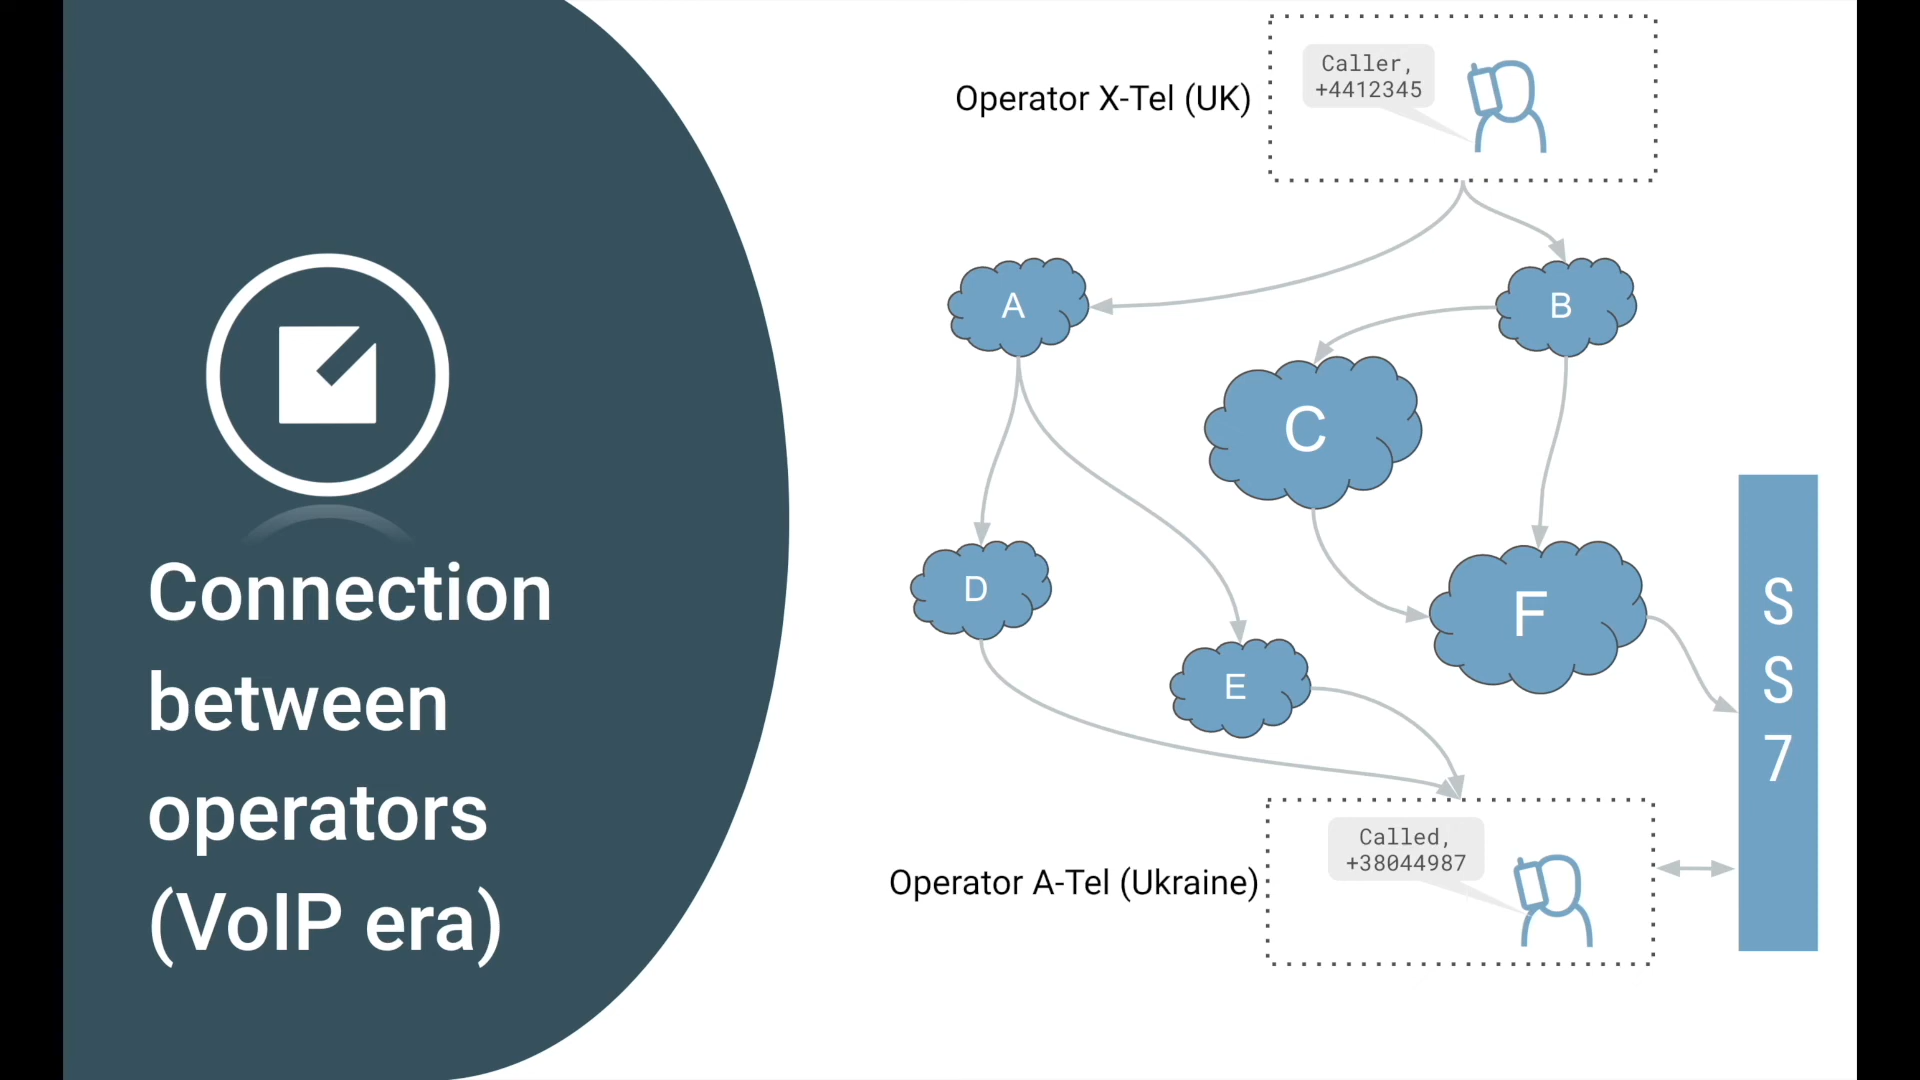 Connection
between
operators
(VoIP era)
Operator X-Tel (UK)
Caller,
+4412345
A
B
C
D
E
F
S
S
7
Operator A-Tel (Ukraine)
Called,
+38044987